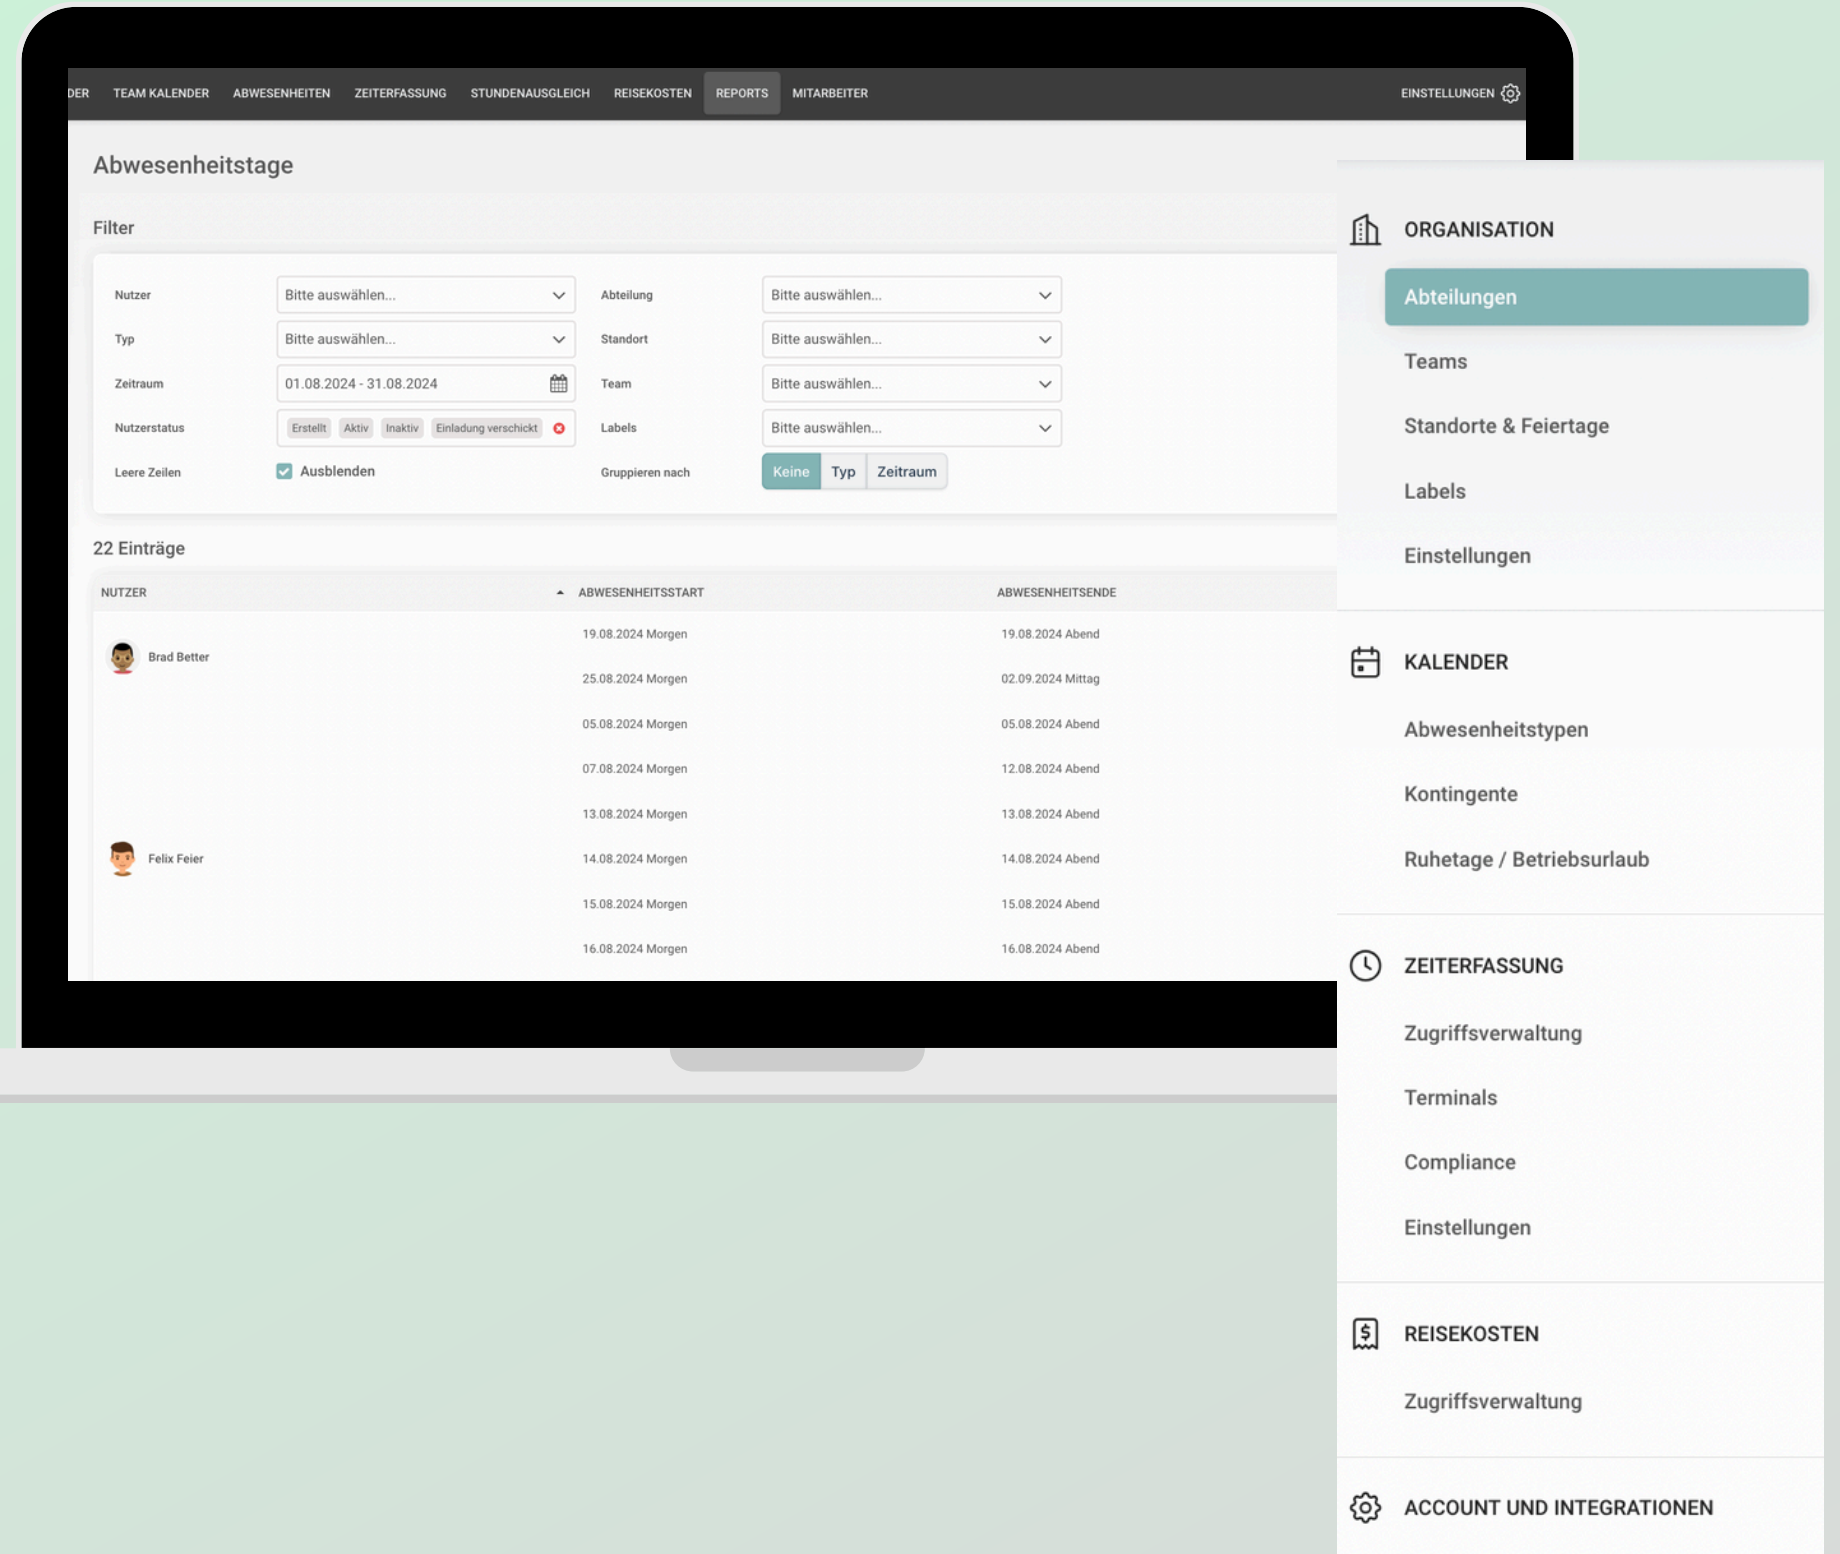 DER TEAM KALENDER ABWESENHEITEN ZEITERFASSUNG STUNDENAUSGLEICH REISEKOSTEN REPORTS MITARBEITER EINSTELLUNGEN
Abwesenheitstage
Filter
Nutzer Bitte auswählen... Abteilung Bitte auswählen...
Typ Bitte auswählen... Standort Bitte auswählen...
Zeitraum 01.08.2024 - 31.08.2024 Team Bitte auswählen...
Nutzerstatus Erstellt Aktiv Inaktiv Einladung verschickt Labels Bitte auswählen...
Leere Zeilen Ausblenden Gruppieren nach Keine Typ Zeitraum
22 Einträge
NUTZER ABWESENHEITSSTART ABWESENHEITSENDE
19.08.2024 Morgen 19.08.2024 Abend
Brad Better
25.08.2024 Morgen 02.09.2024 Mittag
05.08.2024 Morgen 05.08.2024 Abend
07.08.2024 Morgen 12.08.2024 Abend
13.08.2024 Morgen 13.08.2024 Abend
Felix Feier 14.08.2024 Morgen 14.08.2024 Abend
15.08.2024 Morgen 15.08.2024 Abend
16.08.2024 Morgen 16.08.2024 Abend
ORGANISATION
Abteilungen
Teams
Standorte & Feiertage
Labels
Einstellungen
KALENDER
Abwesenheitstypen
Kontingente
Ruhetage / Betriebsurlaub
ZEITERFASSUNG
Zugriffsverwaltung
Terminals
Compliance
Einstellungen
REISEKOSTEN
Zugriffsverwaltung
ACCOUNT UND INTEGRATIONEN